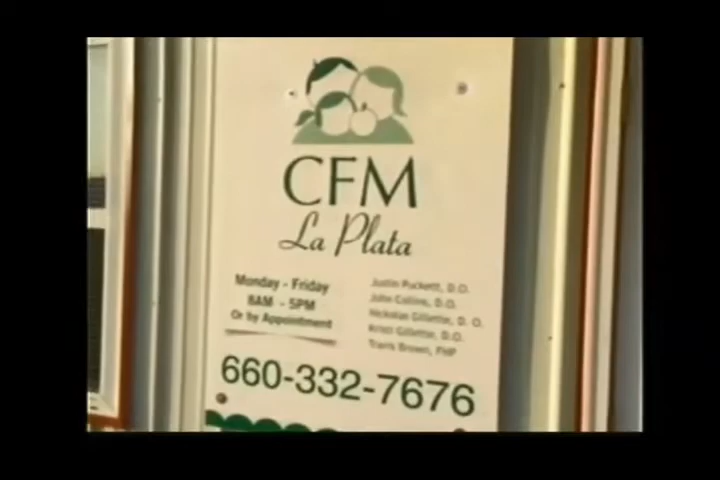 CFM
La Plata
Monday - Friday
8AM - 5PM
Or by Appointment
Justin Puckett, D.O.
John Collins, D.O.
Nickolas Gillette, D. O.
Kristi Gillette, D.O.
Travis Brown, FNP
660-332-7676